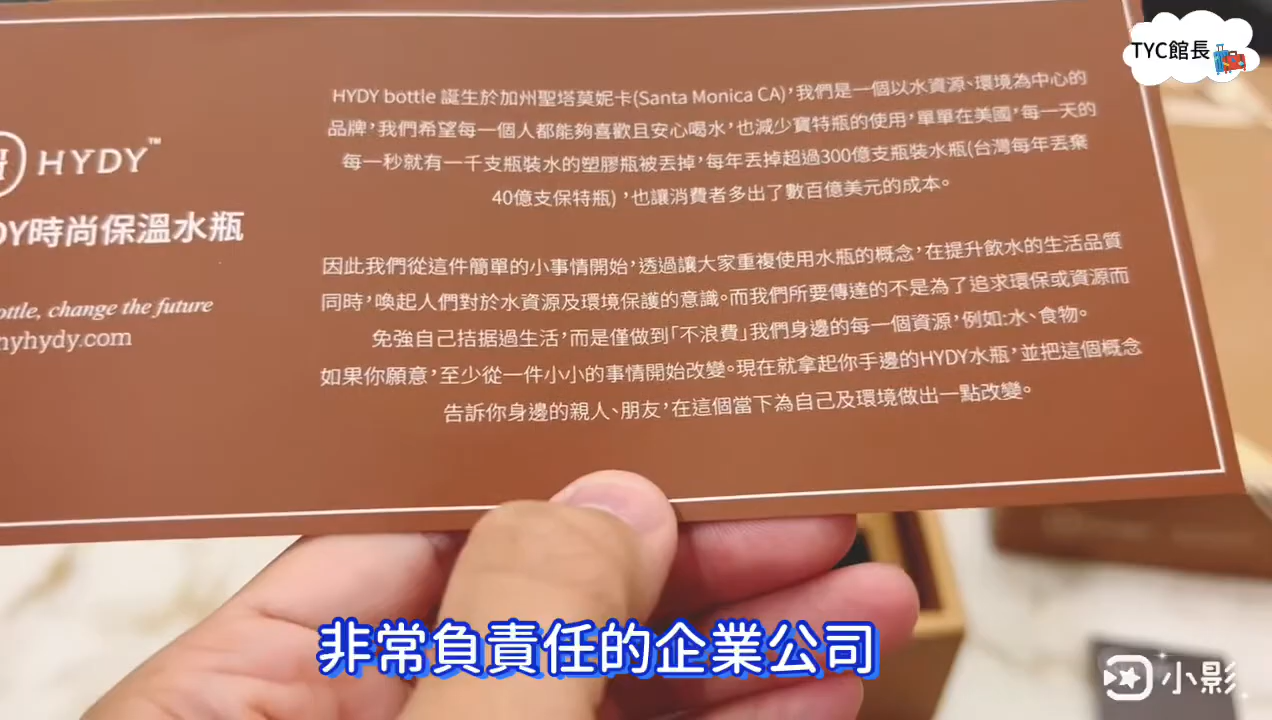 TYC館長
HYDY bottle 誕生於加州聖塔莫妮卡(Santa Monica CA)，我們是一個以水資源、環境為中心的
品牌，我們希望每一個人都能夠喜歡且安心喝水，也減少寶特瓶的使用，單單在美國，每一天的
每一秒就有一千支瓶裝水的塑膠瓶被丟掉，每年丟掉超過300億支瓶裝水瓶(台灣每年丟棄
40億支保特瓶)，也讓消費者多出了數百億美元的成本。
HYDY™
DY時尚保溫水瓶
ottle, change the future
nyhydy.com
因此我們從這件簡單的小事情開始，透過讓大家重複使用水瓶的概念，在提升飲水的生活品質
同時，喚起人們對於水資源及環境保護的意識。而我們所要傳達的不是為了追求環保或資源而
免強自己拮据過生活，而是僅做到「不浪費」我們身邊的每一個資源，例如:水、食物。
如果你願意，至少從一件小小的事情開始改變。現在就拿起你手邊的HYDY水瓶，並把這個概念
告訴你身邊的親人、朋友，在這個當下為自己及環境做出一點改變。
非常負責任的企業公司
小影